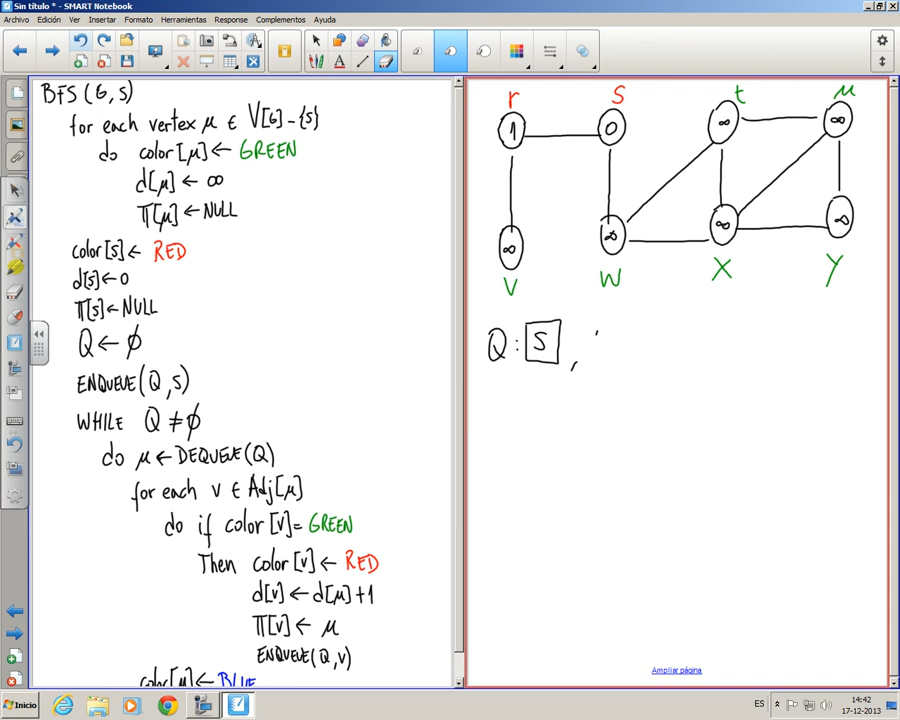 Sin título * - SMART Notebook
Archivo Edición Ver Insertar Formato Herramientas Response Complementos Ayuda
BFS (G, S)
for each vertex μ ∈ V[G] - {S}
do color[μ] ← GREEN
d[μ] ← ∞
π[μ] ← NULL
color[S] ← RED
d[S] ← 0
π[S] ← NULL
Q ← ∅
ENQUEUE(Q, S)
WHILE Q ≠ ∅
do μ ← DEQUEUE(Q)
for each v ∈ Adj[μ]
do if color[v] = GREEN
Then color[v] ← RED
d[v] ← d[μ]+1
π[v] ← μ
ENQUEUE(Q, v)
color[μ] ← BLUE
r S t μ
1 0 ∞ ∞
∞ ∞ ∞ ∞
V W X Y
Q : S ,
Ampliar página
Inicio
ES
14:42
17-12-2013